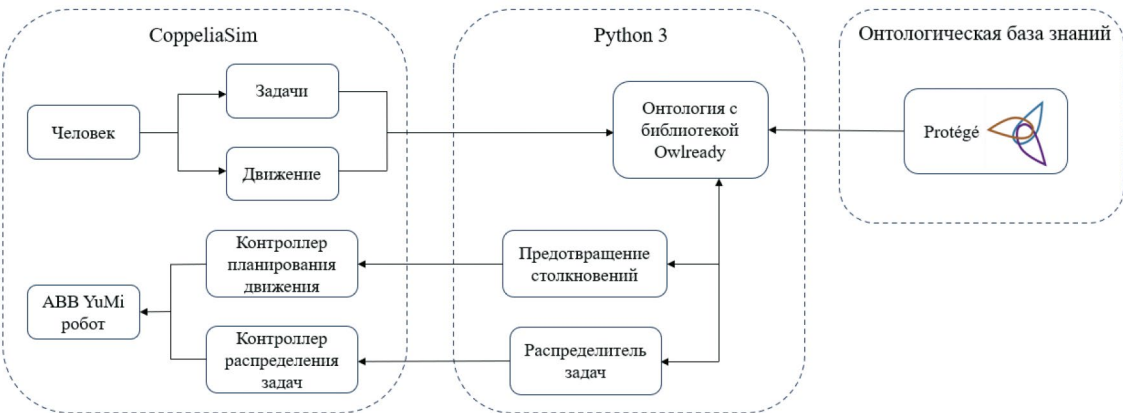 CoppeliaSim
Человек
Задачи
Движение
Контроллер
планирования
движения
ABB YuMi
робот
Контроллер
распределения
задач
Python 3
Онтология с
библиотекой
Owlready
Предотвращение
столкновений
Распределитель
задач
Онтологическая база знаний
Protégé